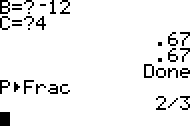 B=?-12
C=?4
.67
.67
Done
P▶Frac
2/3